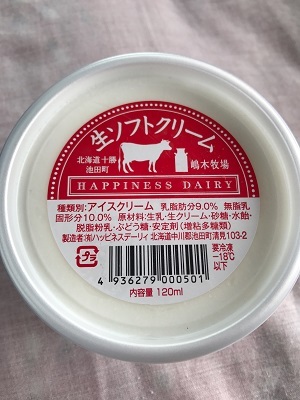 生ソフトクリーム
北海道十勝
池田町
嶋木牧場
HAPPINESS DAIRY
種類別:アイスクリーム 乳脂肪分9.0% 無脂乳
固形分10.0% 原材料:生乳・生クリーム・砂糖・水飴・
脱脂粉乳・ぶどう糖・安定剤(増粘多糖類)
製造者:㈲ハッピネスデーリィ 北海道中川郡池田町清見103-2
プラ
要冷凍
-18℃
以下
4 936279 000501
内容量 120ml